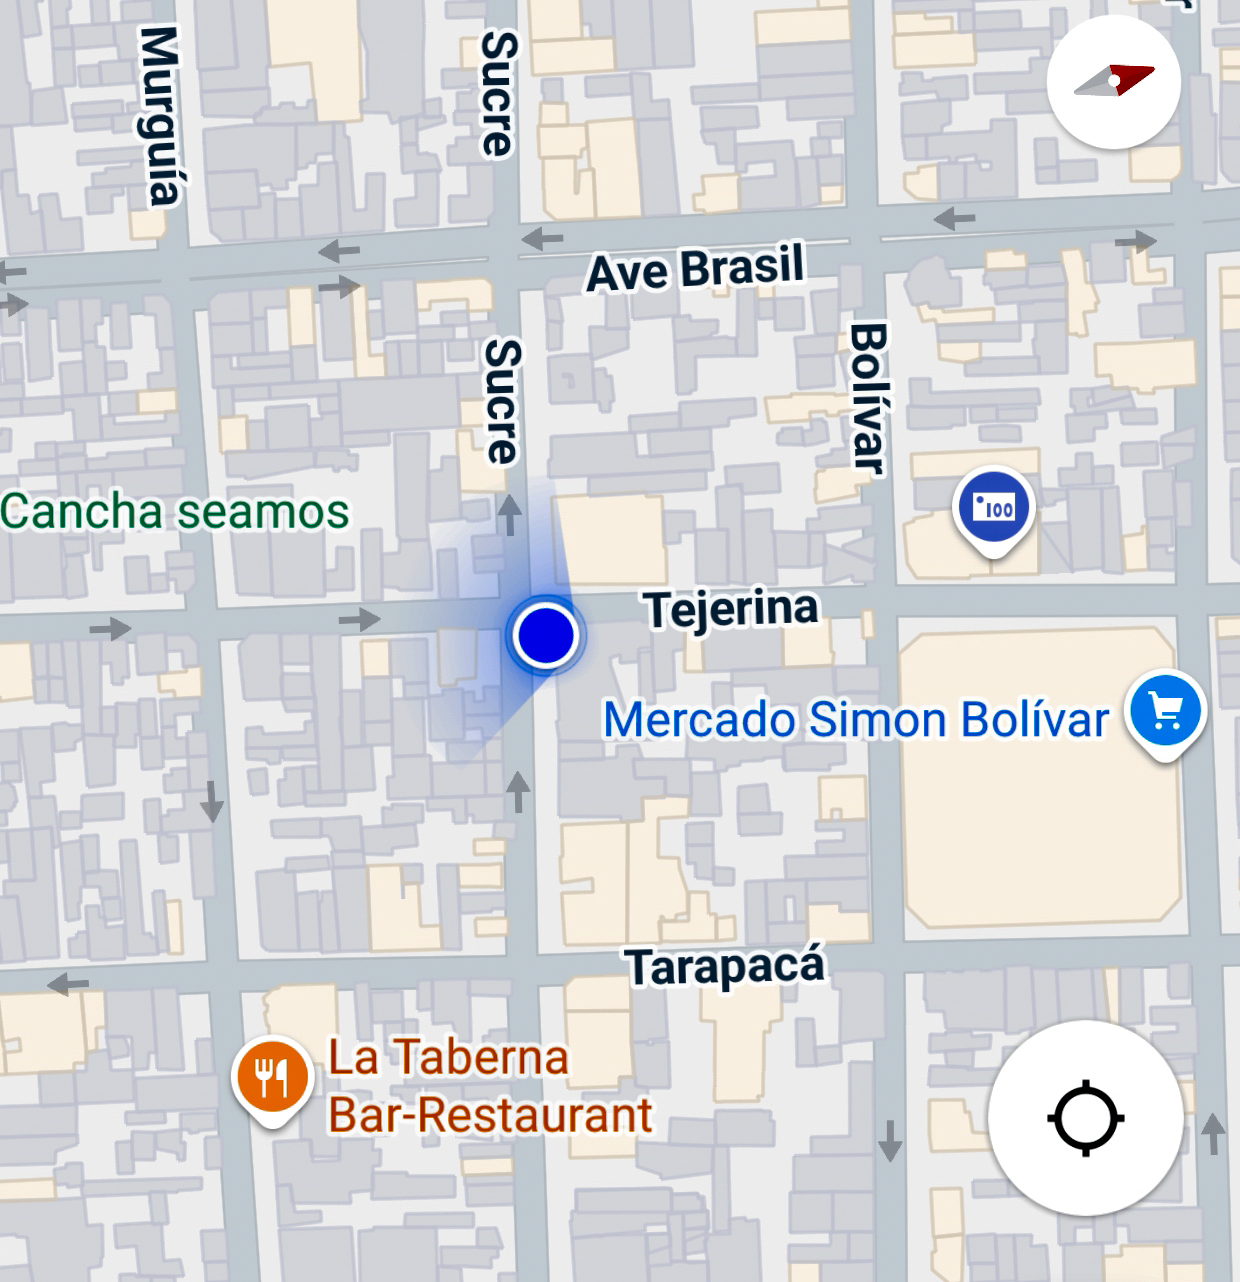 Murguía
Sucre
Ave Brasil
Sucre
Bolívar
Cancha seamos
100
Tejerina
Mercado Simon Bolívar
Tarapacá
La Taberna
Bar-Restaurant